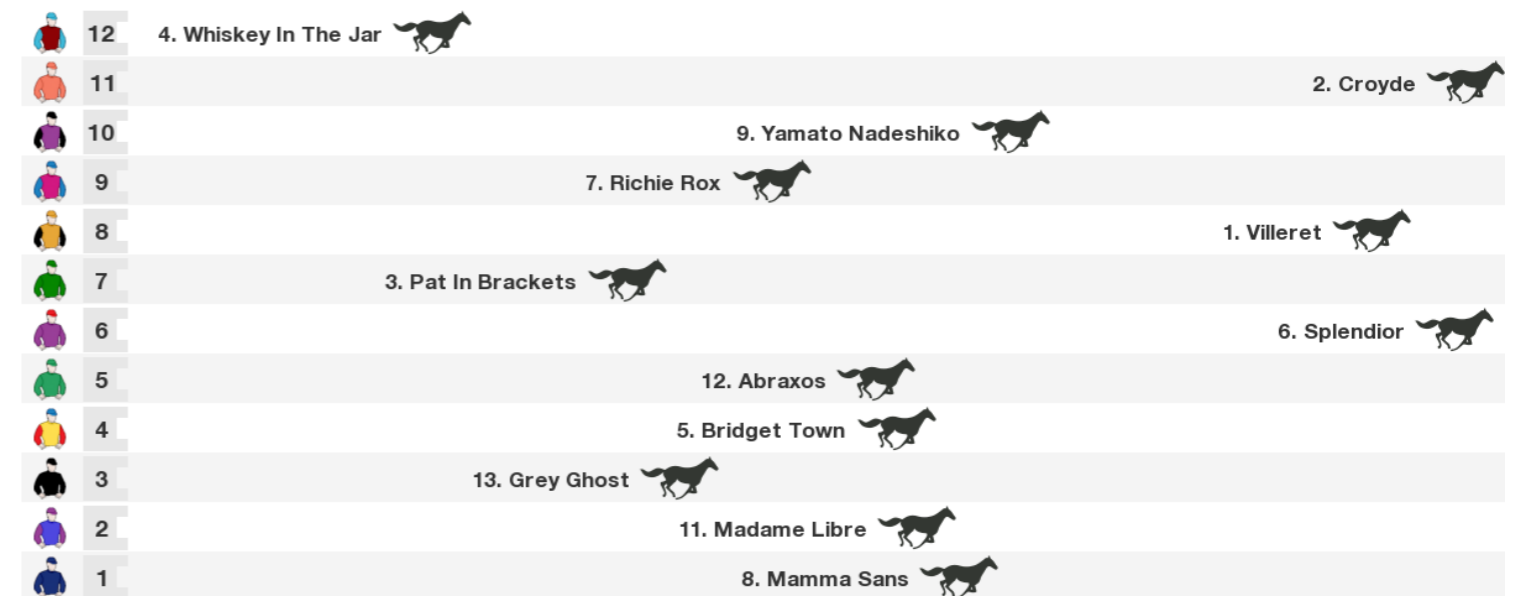 12 4. Whiskey In The Jar
11 2. Croyde
10 9. Yamato Nadeshiko
9 7. Richie Rox
8 1. Villeret
7 3. Pat In Brackets
6 6. Splendior
5 12. Abraxos
4 5. Bridget Town
3 13. Grey Ghost
2 11. Madame Libre
1 8. Mamma Sans